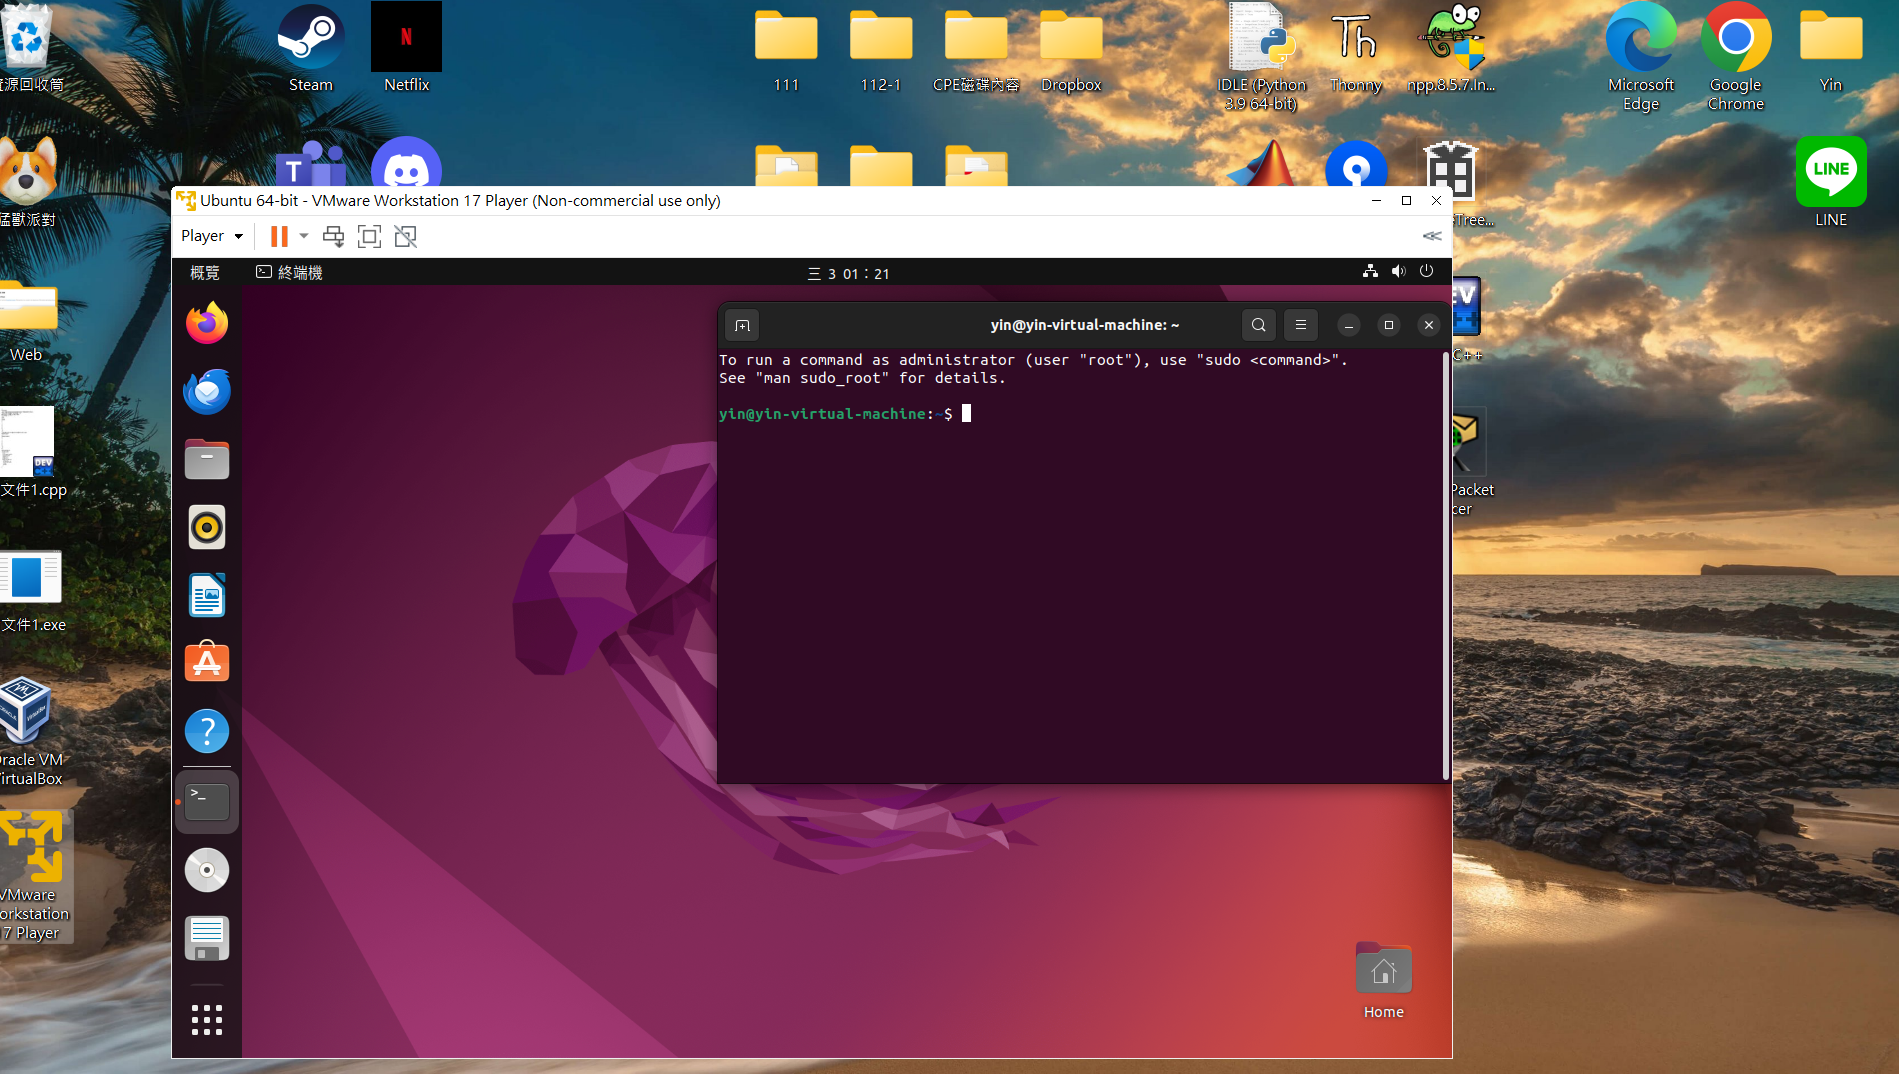 資源回收筒
Steam
Netflix
N
111
112-1
CPE磁碟內容
Dropbox
IDLE (Python
3.9 64-bit)
Th
Thonny
npp.8.5.7.In...
Microsoft
Edge
Google
Chrome
Yin
猛獸派對
T
LINE
LINE
Tree...
Ubuntu 64-bit - VMware Workstation 17 Player (Non-commercial use only)
Player
概覽
終端機
三 3 01：21
yin@yin-virtual-machine: ~
To run a command as administrator (user "root"), use "sudo <command>".
See "man sudo_root" for details.
yin@yin-virtual-machine:~$
Web
EV
C++
文件1.cpp
DEV
Packet
cer
文件1.exe
Oracle VM
VirtualBox
VMware
Workstation
17 Player
Home